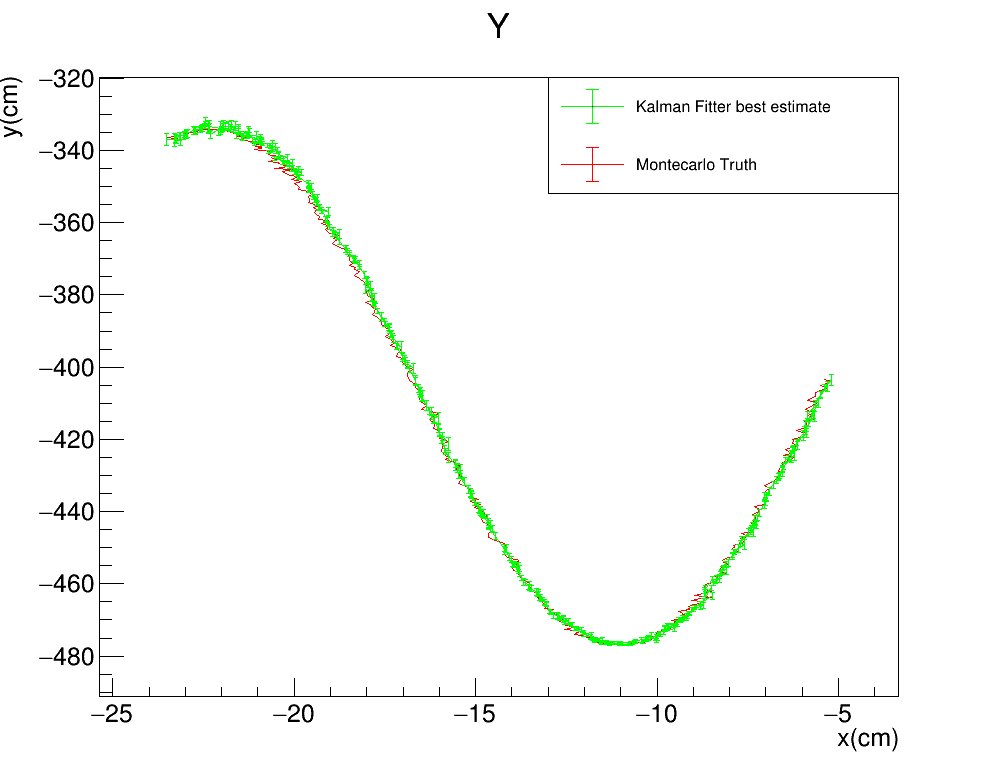 Y
y(cm)
−320
−340
−360
−380
−400
−420
−440
−460
−480
Kalman Fitter best estimate
Montecarlo Truth
−25 −20 −15 −10 −5
x(cm)